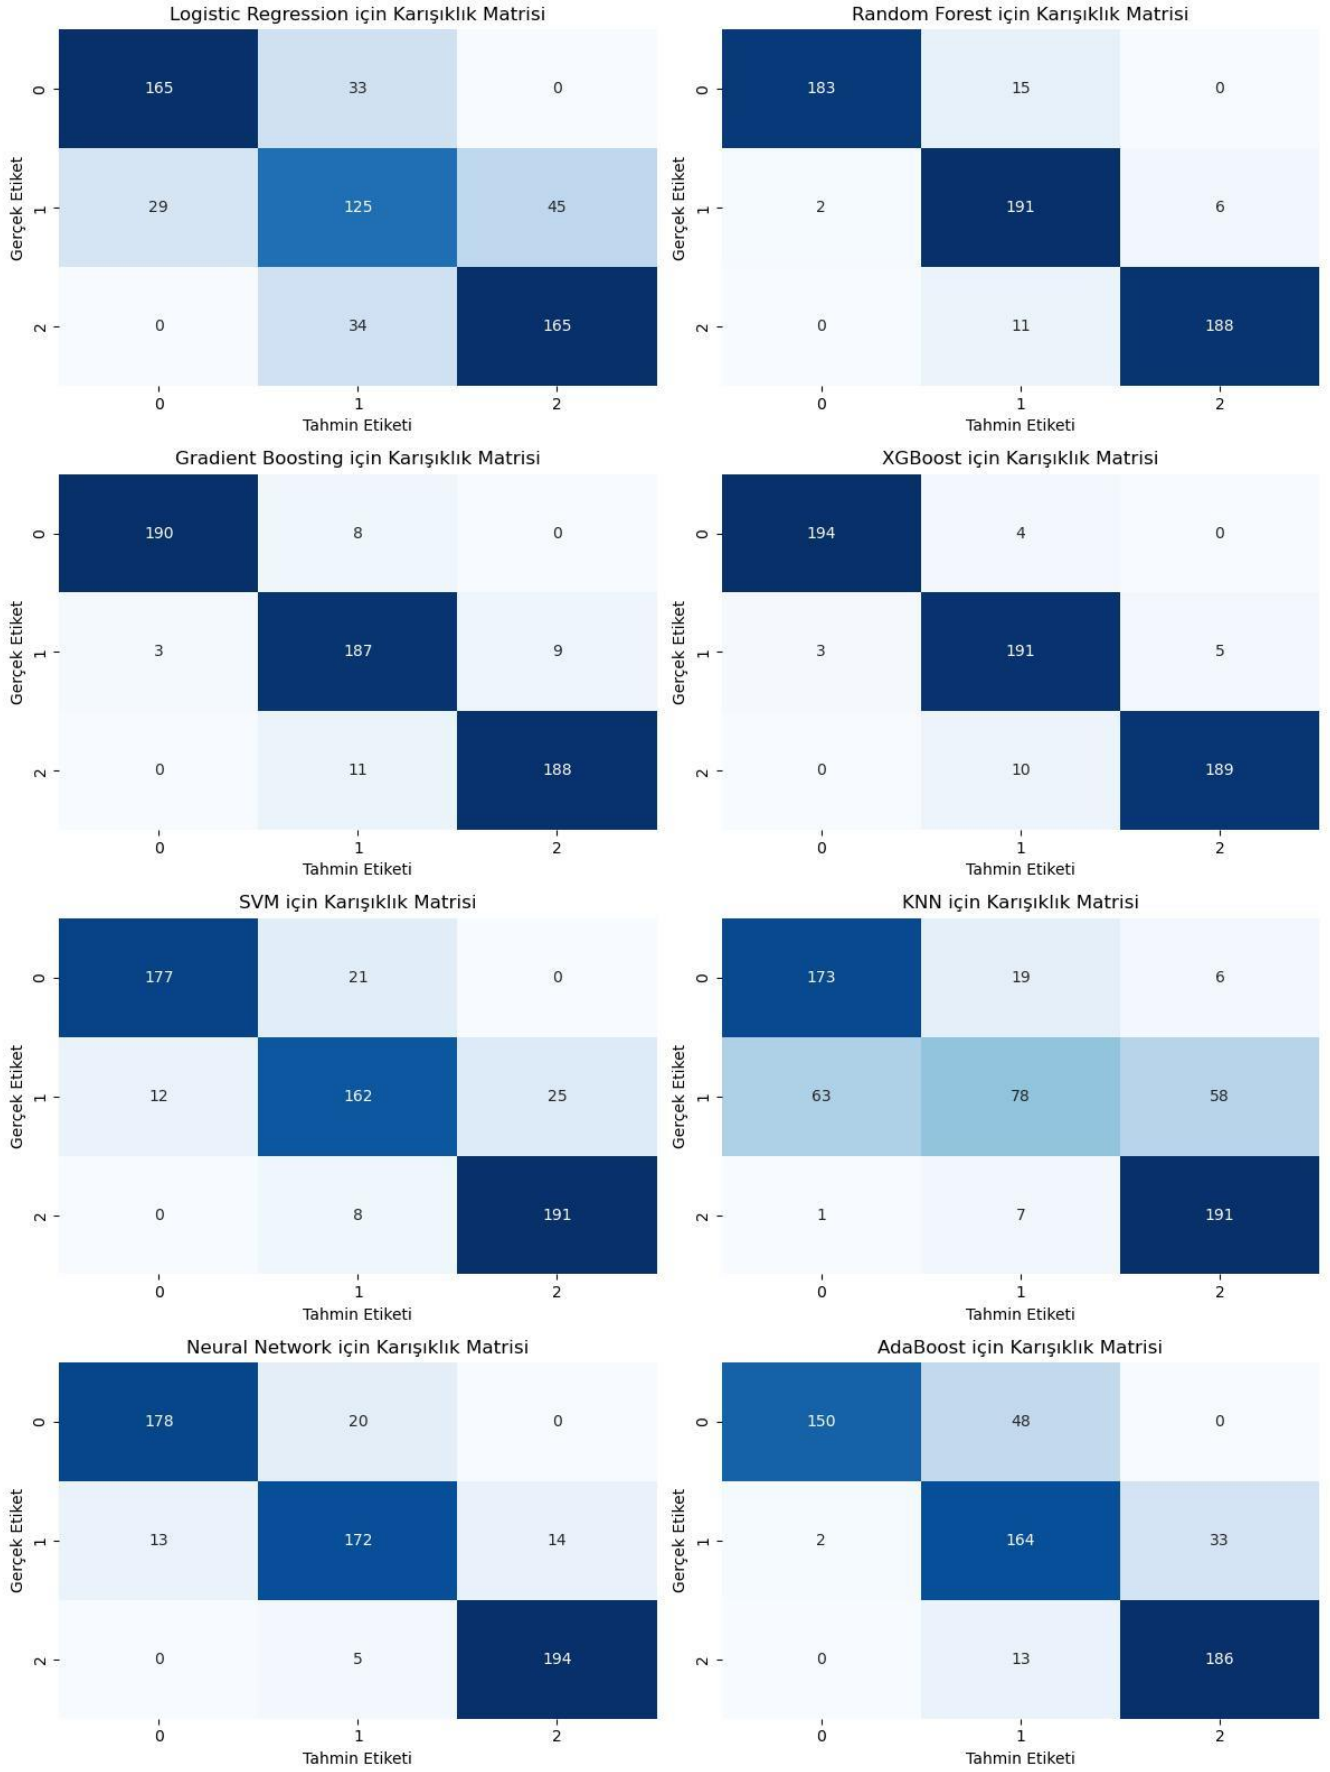 Logistic Regression için Karışıklık Matrisi
0
165 33 0
Gerçek Etiket
1
29 125 45
2
0 34 165
0 1 2
Tahmin Etiketi
Random Forest için Karışıklık Matrisi
0
183 15 0
Gerçek Etiket
1
2 191 6
2
0 11 188
0 1 2
Tahmin Etiketi
Gradient Boosting için Karışıklık Matrisi
0
190 8 0
Gerçek Etiket
1
3 187 9
2
0 11 188
0 1 2
Tahmin Etiketi
XGBoost için Karışıklık Matrisi
0
194 4 0
Gerçek Etiket
1
3 191 5
2
0 10 189
0 1 2
Tahmin Etiketi
SVM için Karışıklık Matrisi
0
177 21 0
Gerçek Etiket
1
12 162 25
2
0 8 191
0 1 2
Tahmin Etiketi
KNN için Karışıklık Matrisi
0
173 19 6
Gerçek Etiket
1
63 78 58
2
1 7 191
0 1 2
Tahmin Etiketi
Neural Network için Karışıklık Matrisi
0
178 20 0
Gerçek Etiket
1
13 172 14
2
0 5 194
0 1 2
Tahmin Etiketi
AdaBoost için Karışıklık Matrisi
0
150 48 0
Gerçek Etiket
1
2 164 33
2
0 13 186
0 1 2
Tahmin Etiketi